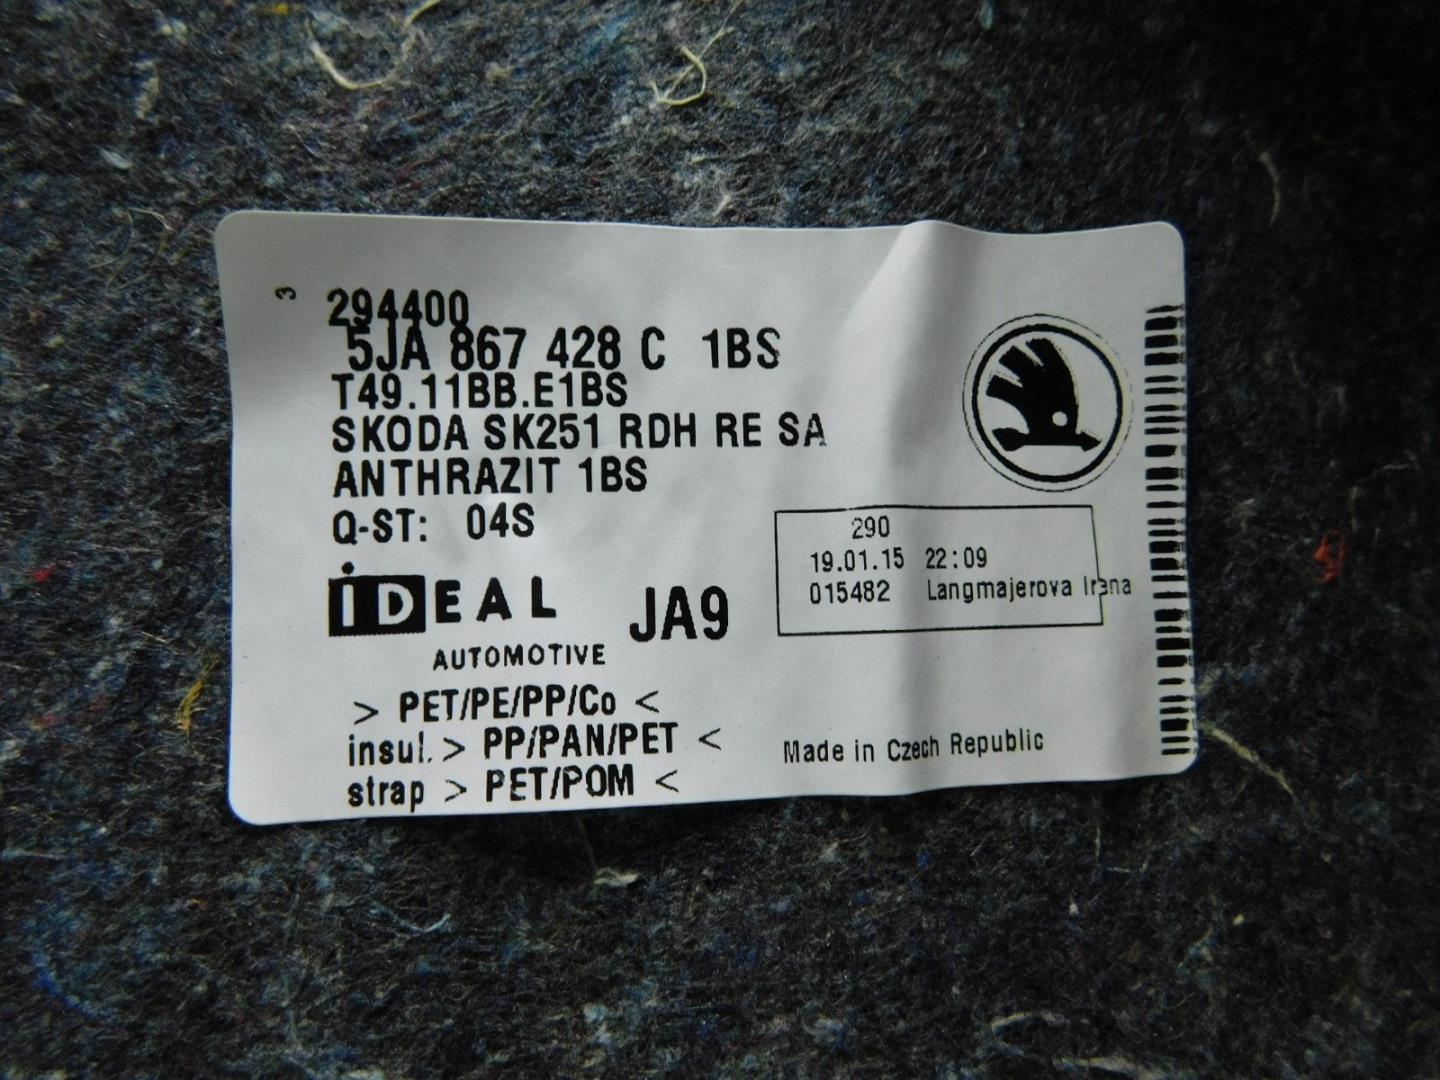 3
294400
5JA 867 428 C 1BS
T49.11BB.E1BS
SKODA SK251 RDH RE SA
ANTHRAZIT 1BS
Q-ST: 04S
290
19.01.15 22:09
015482 Langmajerova Irena
iDEAL
AUTOMOTIVE
JA9
> PET/PE/PP/Co <
insul. > PP/PAN/PET <
strap > PET/POM <
Made in Czech Republic